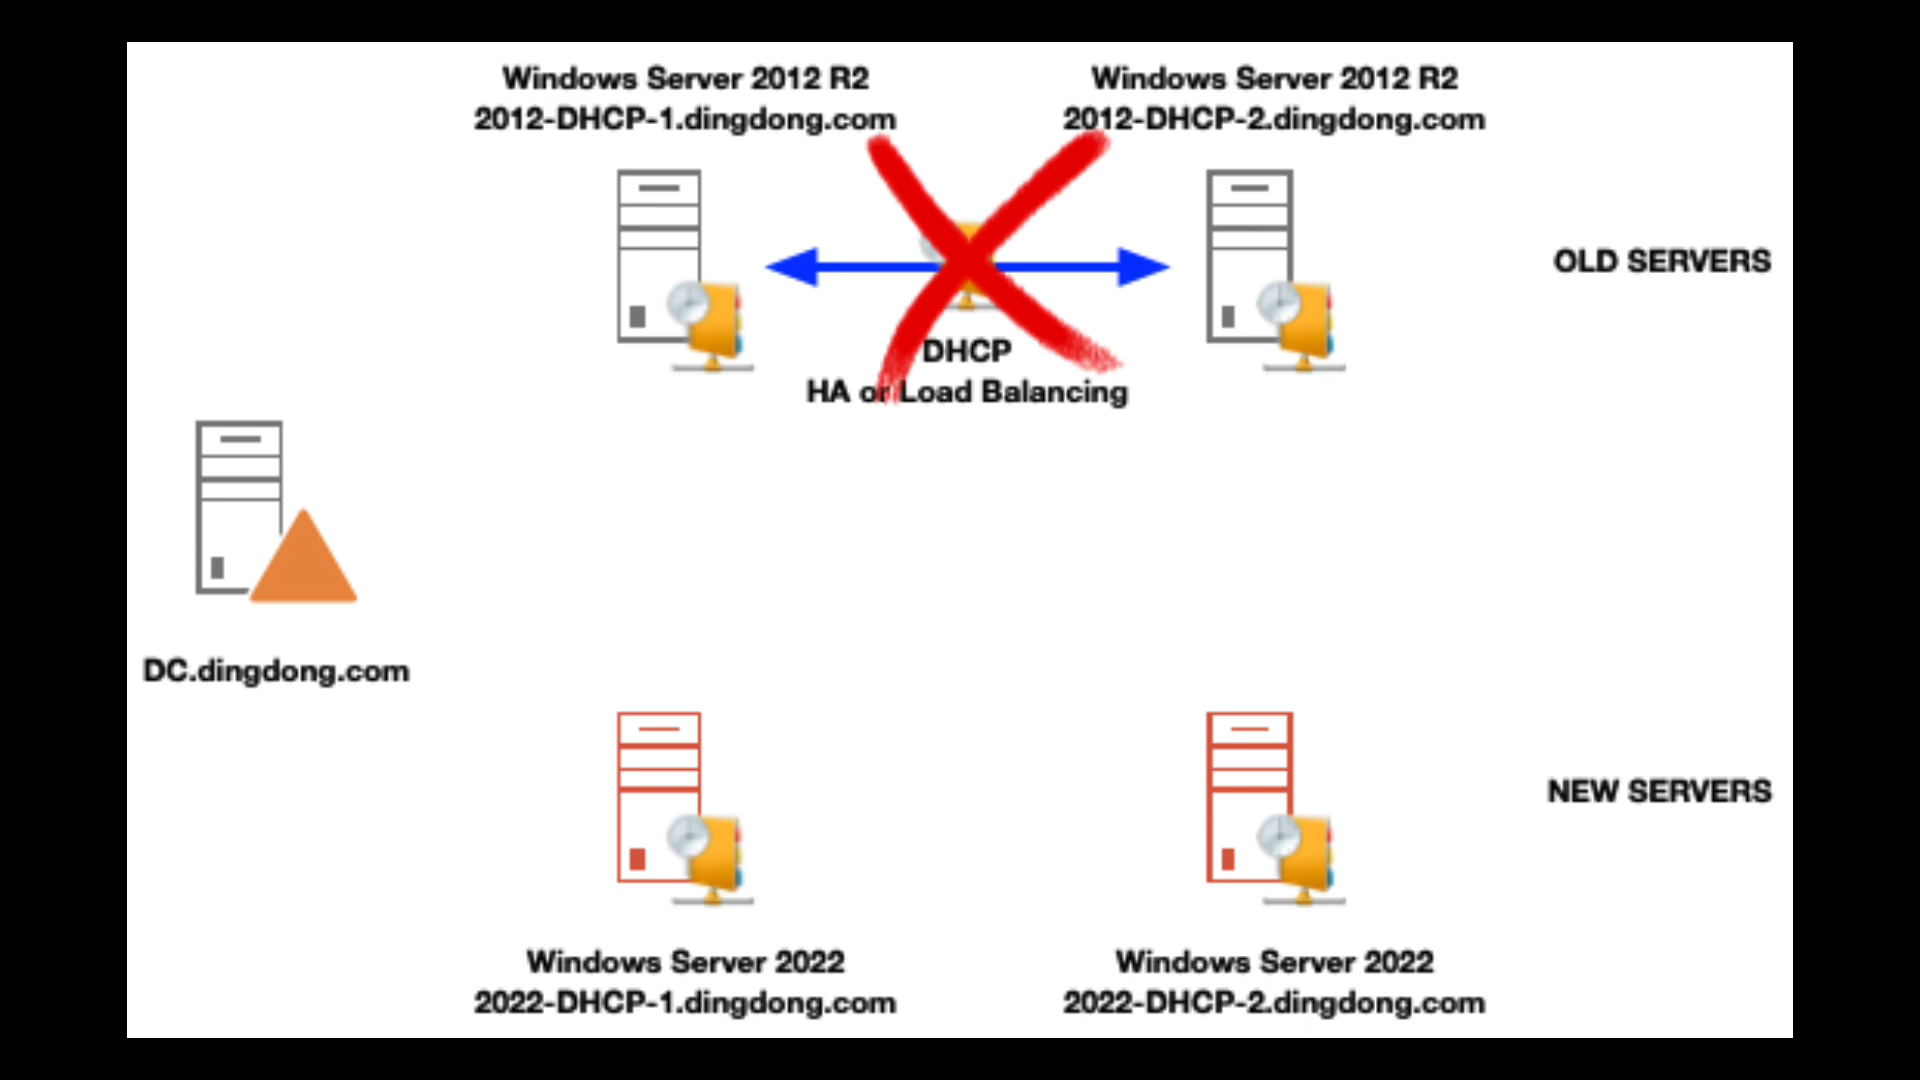 Windows Server 2012 R2
2012-DHCP-1.dingdong.com
Windows Server 2012 R2
2012-DHCP-2.dingdong.com
OLD SERVERS
DHCP
HA or Load Balancing
DC.dingdong.com
NEW SERVERS
Windows Server 2022
2022-DHCP-1.dingdong.com
Windows Server 2022
2022-DHCP-2.dingdong.com